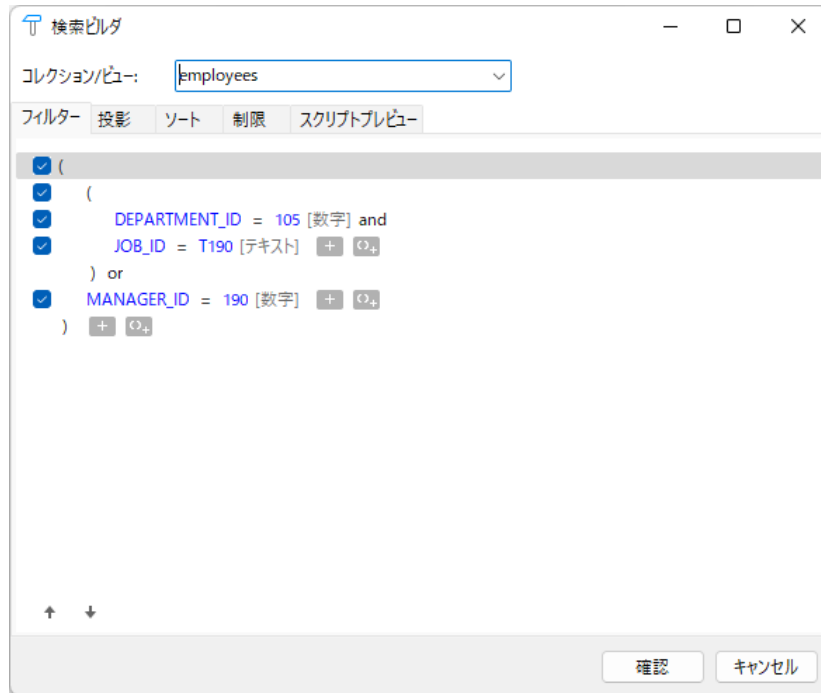 検索ビルダ
コレクション/ビュー: employees
フィルター 投影 ソート 制限 スクリプトプレビュー
(
(
DEPARTMENT_ID = 105 [数字] and
JOB_ID = T190 [テキスト]
) or
MANAGER_ID = 190 [数字]
)
確認 キャンセル